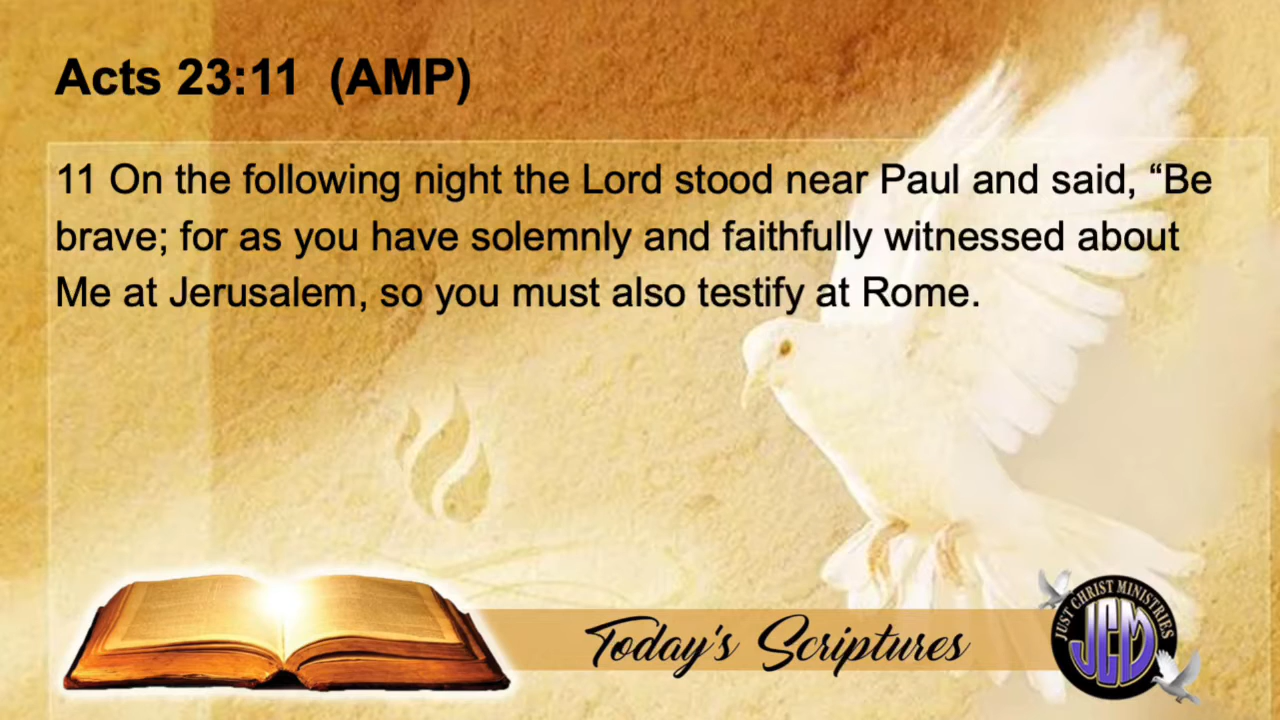 Acts 23:11 (AMP)
11 On the following night the Lord stood near Paul and said, “Be
brave; for as you have solemnly and faithfully witnessed about
Me at Jerusalem, so you must also testify at Rome.
Today's Scriptures
JUST CHRIST MINISTRIES
JCM